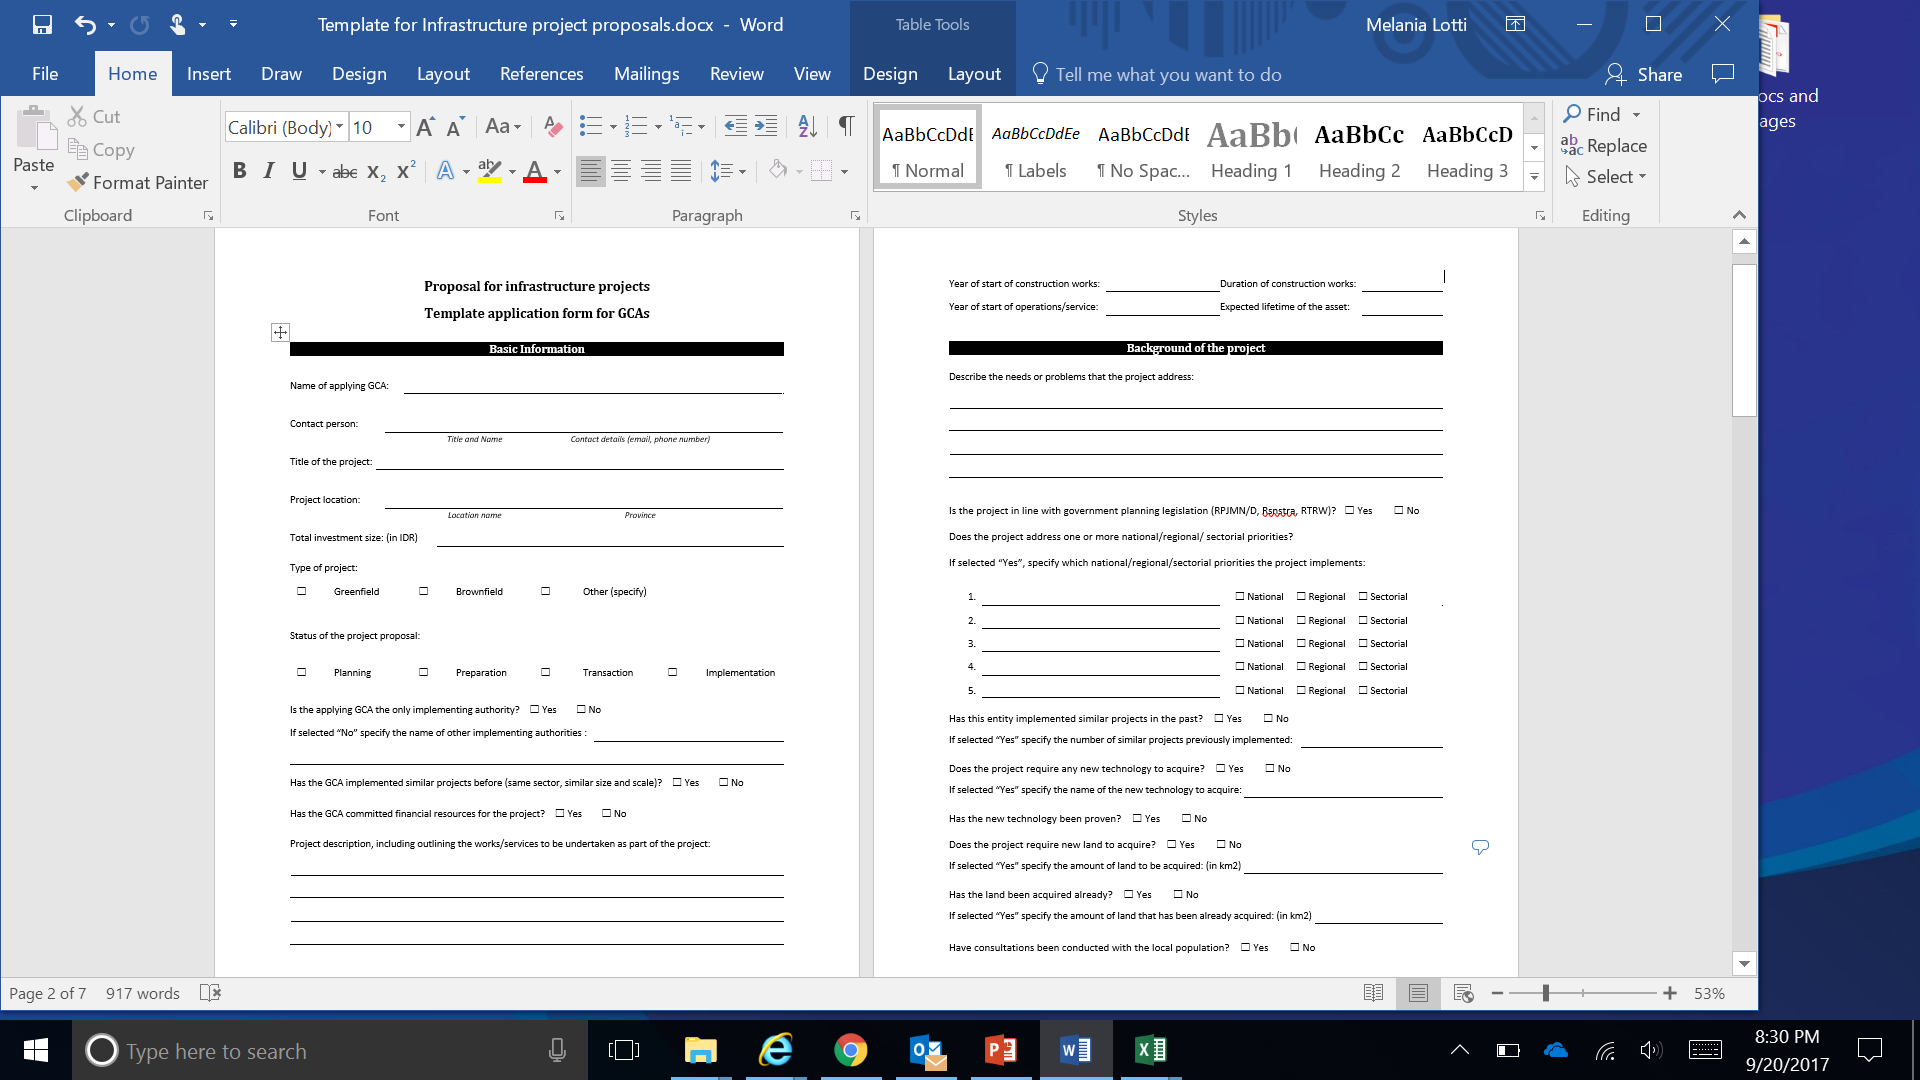 Template for Infrastructure project proposals.docx - Word
Table Tools
Melania Lotti
File
Home
Insert
Draw
Design
Layout
References
Mailings
Review
View
Design
Layout
Tell me what you want to do
Share
Paste
Cut
Copy
Format Painter
Clipboard
Calibri (Body)
10
Font
Paragraph
AaBbCcDdE
¶ Normal
AaBbCcDdEe
¶ Labels
AaBbCcDdE
¶ No Spac...
AaBb
Heading 1
AaBbCc
Heading 2
AaBbCcD
Heading 3
Styles
Find
Replace
Select
Editing
ocs and
ages
Proposal for infrastructure projects
Template application form for GCAs
Basic Information
Name of applying GCA:
Contact person:
Title and Name Contact details (email, phone number)
Title of the project:
Project location:
Location name Province
Total investment size: (in IDR)
Type of project:
☐ Greenfield ☐ Brownfield ☐ Other (specify)
Status of the project proposal:
☐ Planning ☐ Preparation ☐ Transaction ☐ Implementation
Is the applying GCA the only implementing authority? ☐ Yes ☐ No
If selected “No” specify the name of other implementing authorities :
Has the GCA implemented similar projects before (same sector, similar size and scale)? ☐ Yes ☐ No
Has the GCA committed financial resources for the project? ☐ Yes ☐ No
Project description, including outlining the works/services to be undertaken as part of the project:
Year of start of construction works: Duration of construction works:
Year of start of operations/service: Expected lifetime of the asset:
Background of the project
Describe the needs or problems that the project address:
Is the project in line with government planning legislation (RPJMN/D, Rsnstra, RTRW)? ☐ Yes ☐ No
Does the project address one or more national/regional/ sectorial priorities?
If selected “Yes”, specify which national/regional/sectorial priorities the project implements:
1. ☐ National ☐ Regional ☐ Sectorial
2. ☐ National ☐ Regional ☐ Sectorial
3. ☐ National ☐ Regional ☐ Sectorial
4. ☐ National ☐ Regional ☐ Sectorial
5. ☐ National ☐ Regional ☐ Sectorial
Has this entity implemented similar projects in the past? ☐ Yes ☐ No
If selected “Yes” specify the number of similar projects previously implemented:
Does the project require any new technology to acquire? ☐ Yes ☐ No
If selected “Yes” specify the name of the new technology to acquire:
Has the new technology been proven? ☐ Yes ☐ No
Does the project require new land to acquire? ☐ Yes ☐ No
If selected “Yes” specify the amount of land to be acquired: (in km2)
Has the land been acquired already? ☐ Yes ☐ No
If selected “Yes” specify the amount of land that has been already acquired: (in km2)
Have consultations been conducted with the local population? ☐ Yes ☐ No
Page 2 of 7 917 words
53%
Type here to search
8:30 PM
9/20/2017